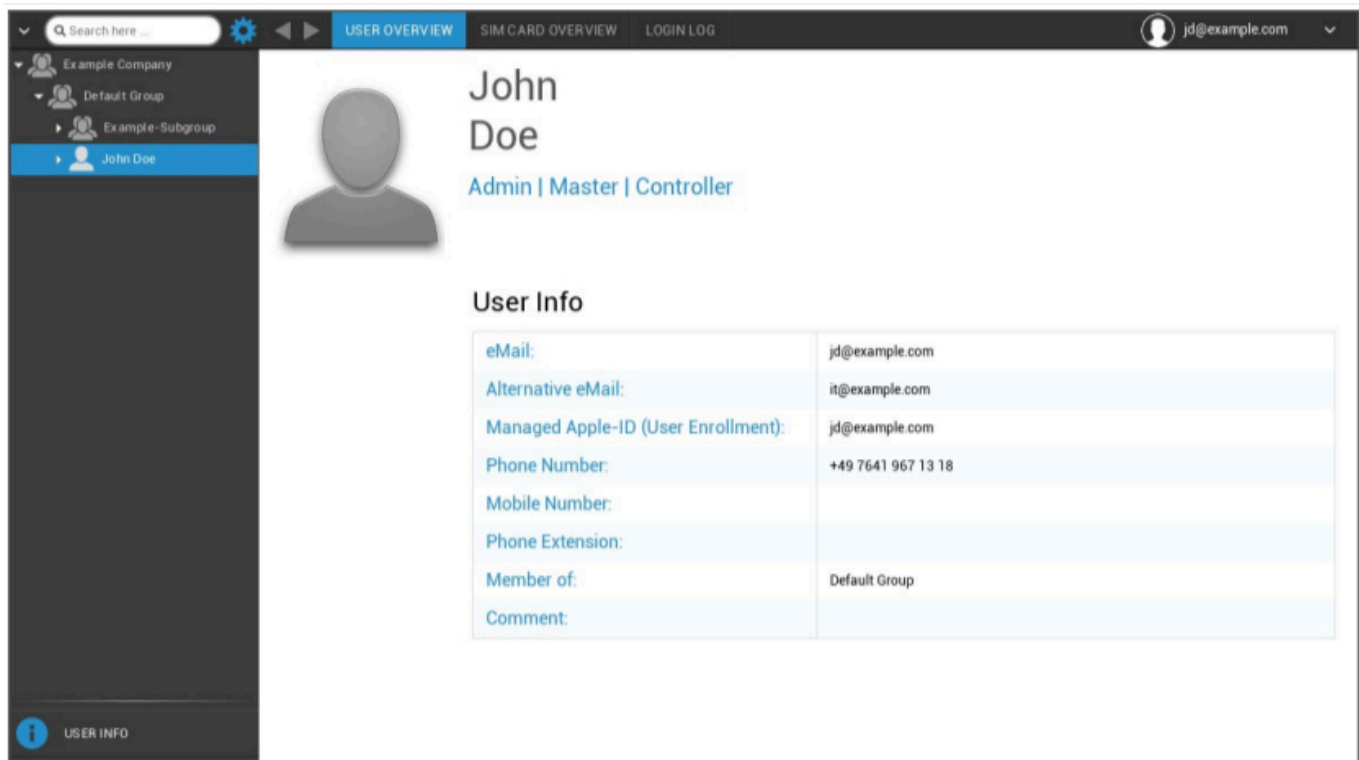 Search here ...
USER OVERVIEW
SIM CARD OVERVIEW
LOGIN LOG
jd@example.com
Example Company
Default Group
Example-Subgroup
John Doe
John
Doe
Admin | Master | Controller
User Info
eMail: jd@example.com
Alternative eMail: it@example.com
Managed Apple-ID (User Enrollment): jd@example.com
Phone Number: +49 7641 967 13 18
Mobile Number:
Phone Extension:
Member of: Default Group
Comment:
USER INFO